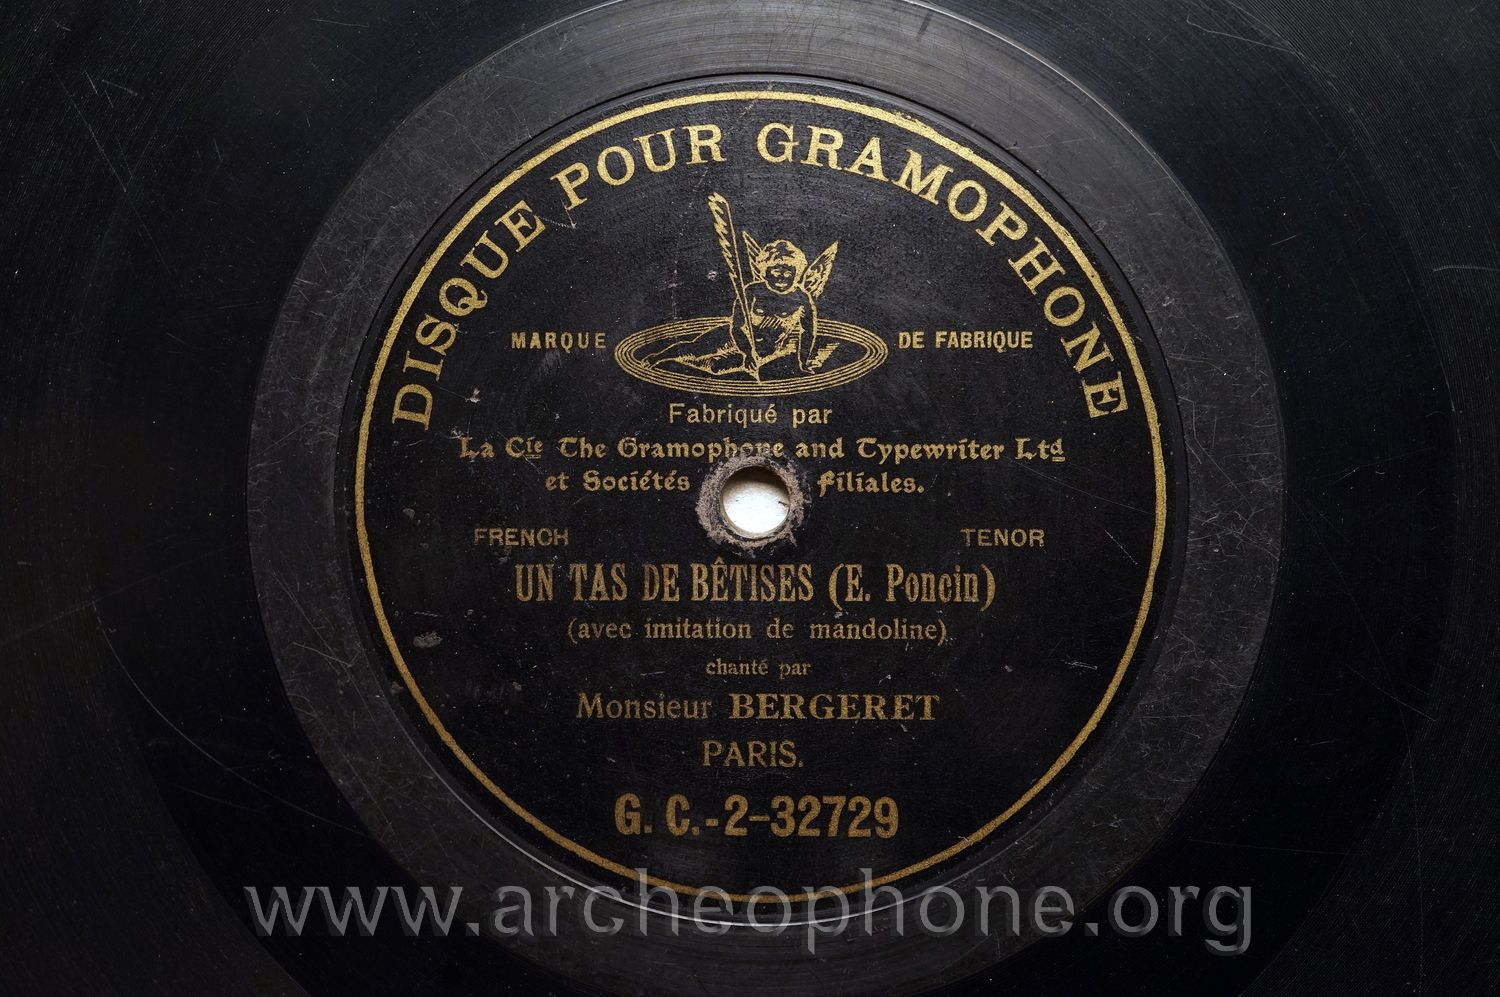 DISQUE POUR GRAMOPHONE
MARQUE DE FABRIQUE
Fabriqué par
La Cie The Gramophone and Typewriter Ltd
et Sociétés Filiales.
FRENCH TENOR
UN TAS DE BÊTISES (E. Poncin)
(avec imitation de mandoline)
chanté par
Monsieur BERGERET
PARIS.
G. C.-2-32729
www.archeophone.org